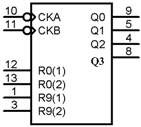 10 CKA Q0 9
11 CKB Q1 5
Q2 4
Q3 8
12 R0(1)
13 R0(2)
1 R9(1)
3 R9(2)